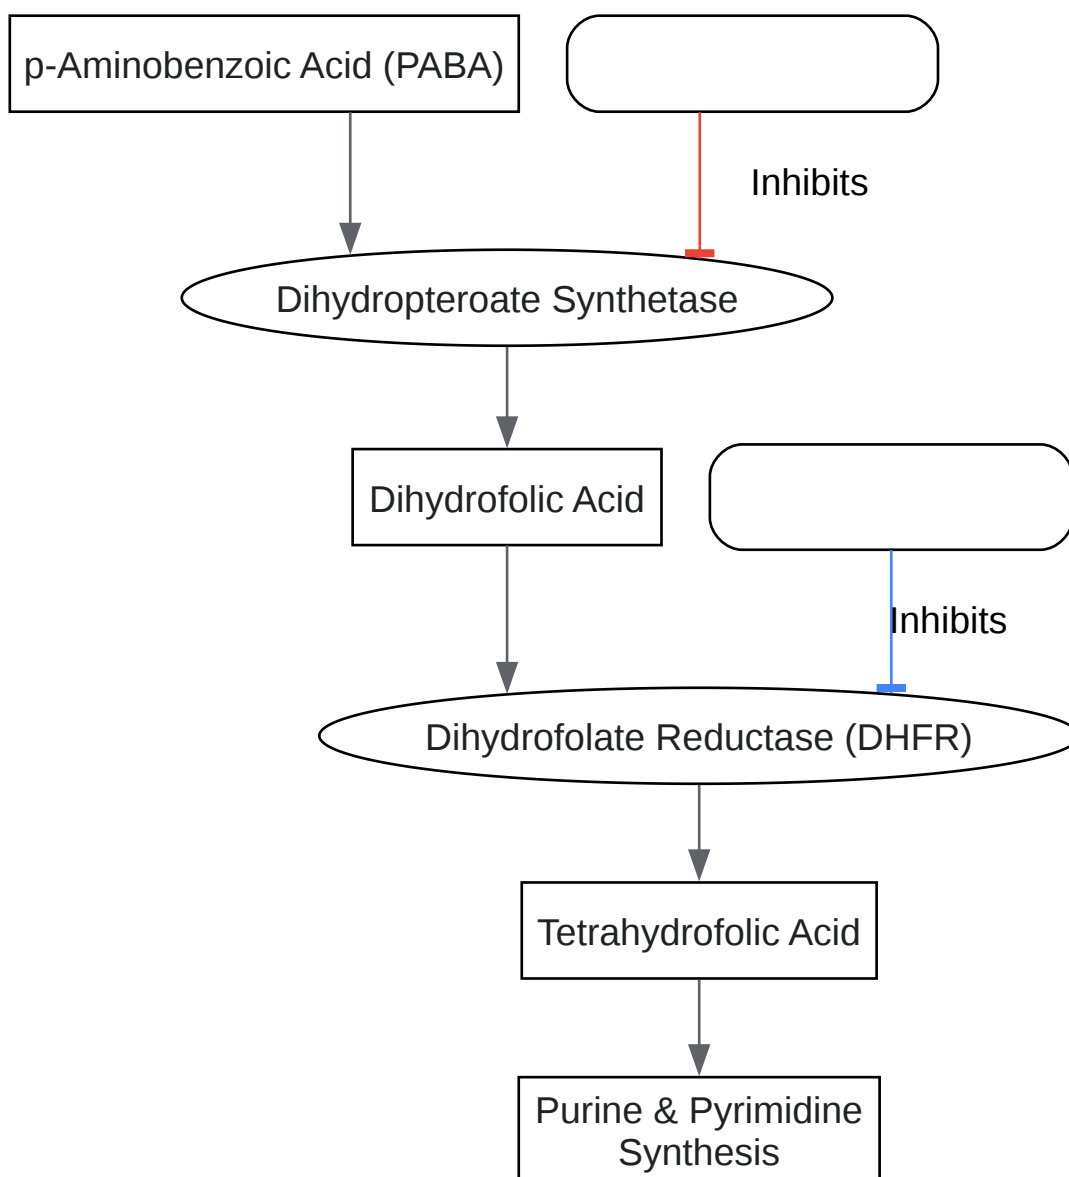 p-Aminobenzoic Acid (PABA)
Inhibits
Dihydropteroate Synthetase
Dihydrofolic Acid
Inhibits
Dihydrofolate Reductase (DHFR)
Tetrahydrofolic Acid
Purine & Pyrimidine
Synthesis